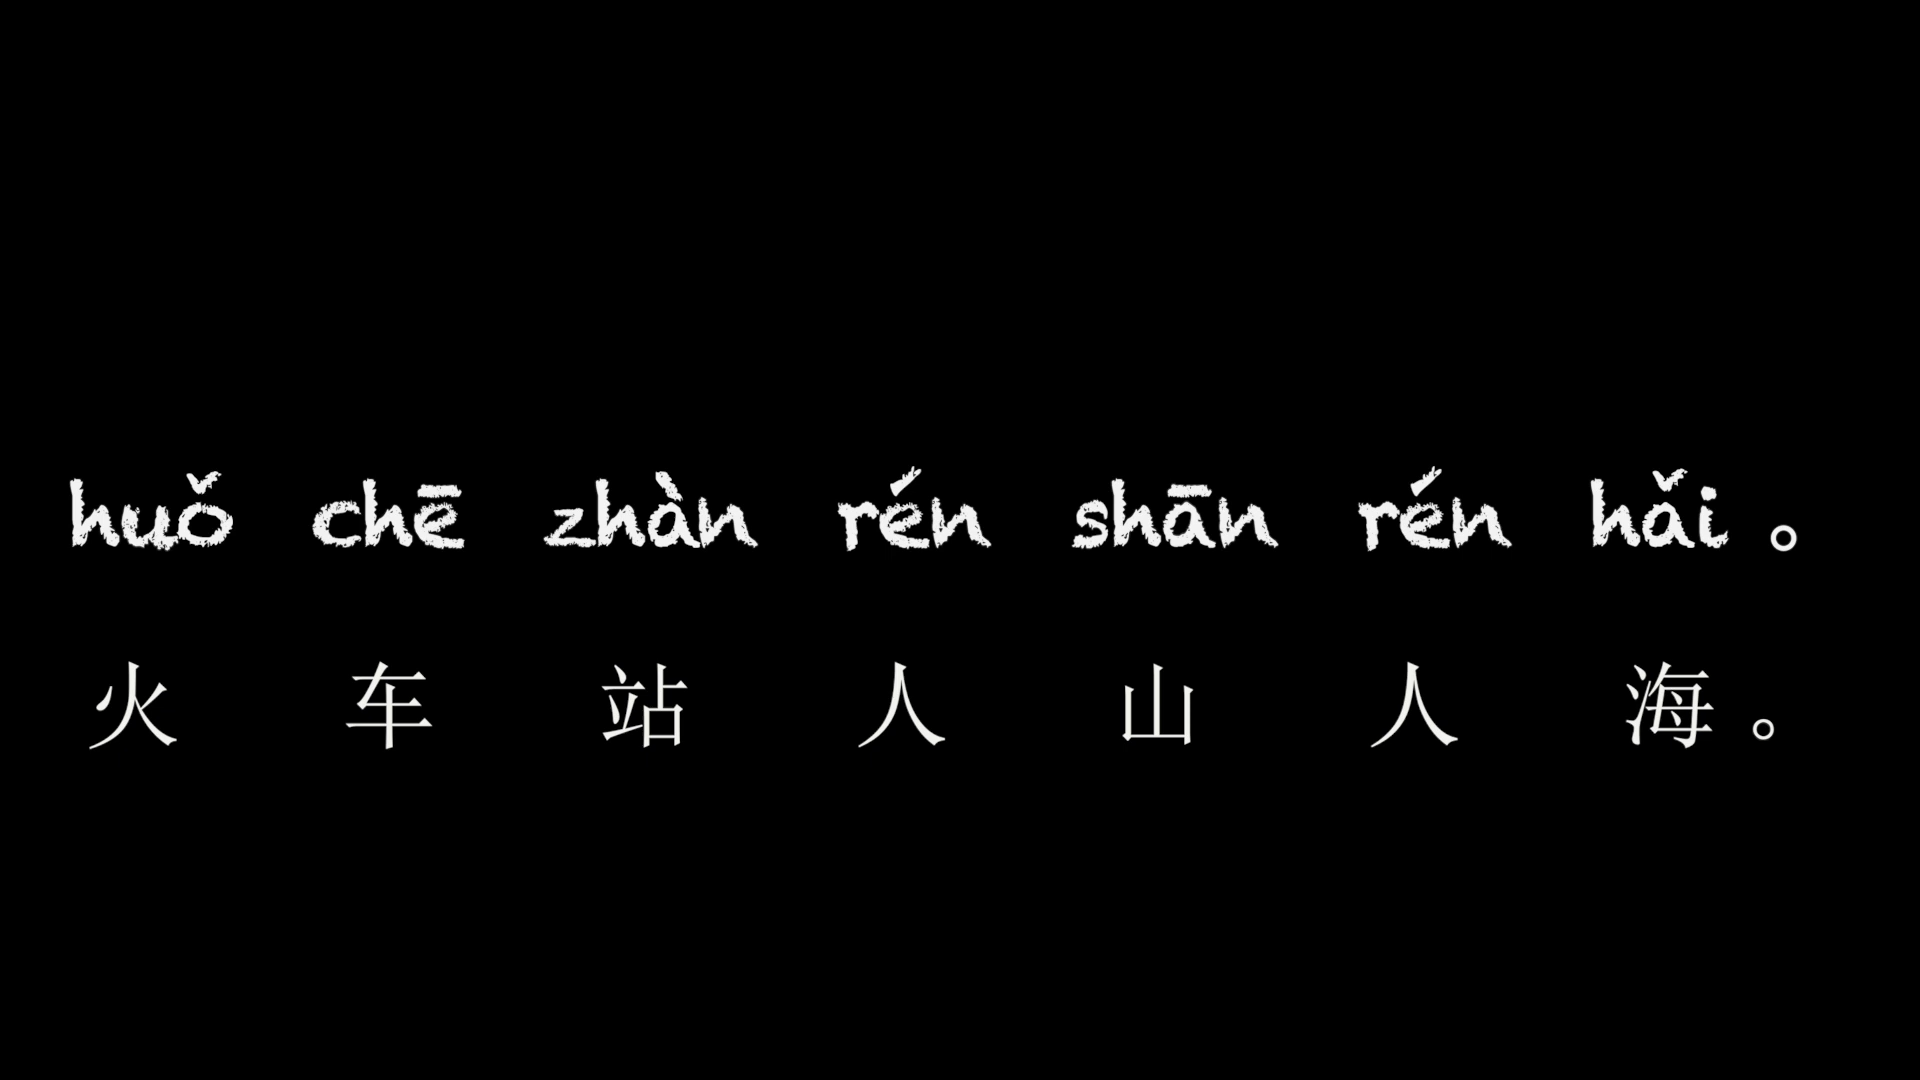 huǒ chē zhàn rén shān rén hǎi 。
火 车 站 人 山 人 海 。